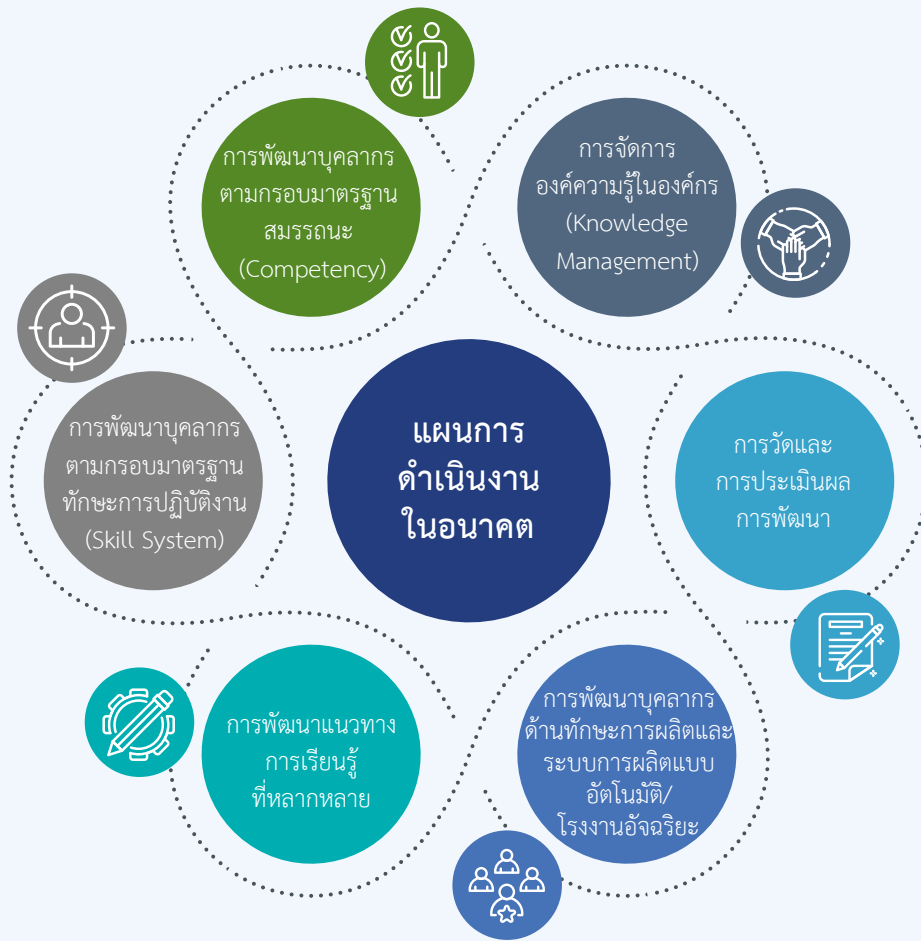 การพัฒนาบุคลากร
ตามกรอบมาตรฐาน
สมรรถนะ
(Competency)
การจัดการ
องค์ความรู้ในองค์กร
(Knowledge
Management)
การพัฒนาบุคลากร
ตามกรอบมาตรฐาน
ทักษะการปฏิบัติงาน
(Skill System)
แผนการ
ดำเนินงาน
ในอนาคต
การวัดและ
การประเมินผล
การพัฒนา
การพัฒนาแนวทาง
การเรียนรู้
ที่หลากหลาย
การพัฒนาบุคลากร
ด้านทักษะการผลิตและ
ระบบการผลิตแบบ
อัตโนมัติ/
โรงงานอัจฉริยะ